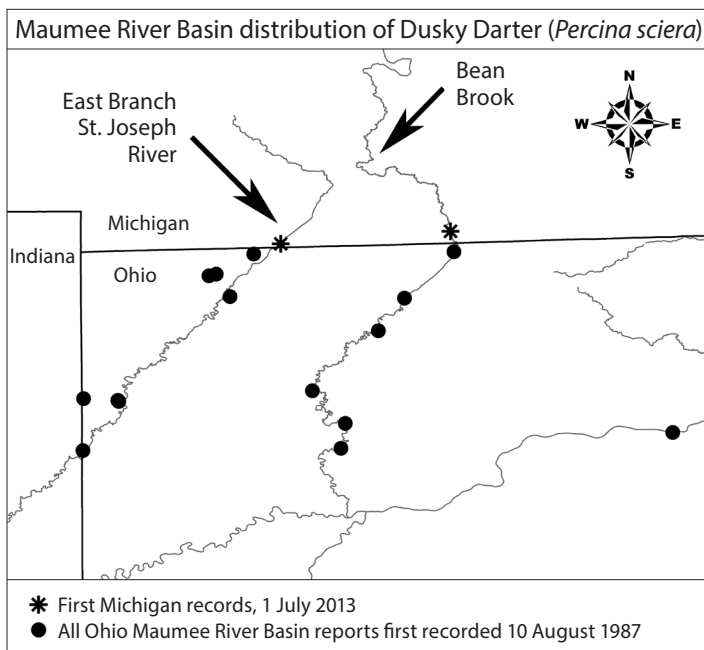 Maumee River Basin distribution of Dusky Darter (Percina sciera)
East Branch
St. Joseph
River
Bean
Brook
N
W
E
S
Michigan
Indiana
Ohio
First Michigan records, 1 July 2013
All Ohio Maumee River Basin reports first recorded 10 August 1987